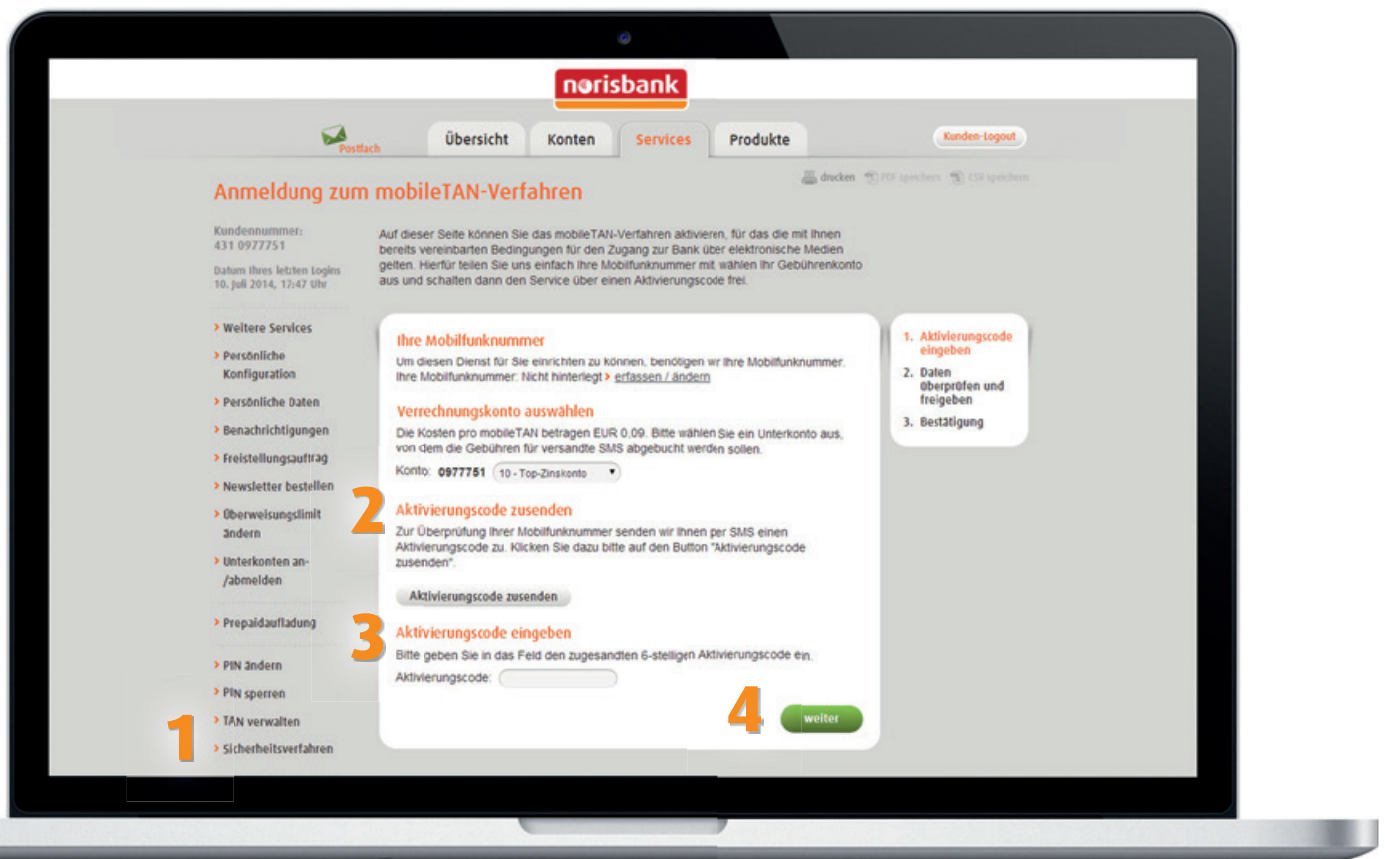 norisbank
Postfach
Übersicht
Konten
Services
Produkte
Kunden-Logout
drucken
PDF speichern
CSV speichern
Anmeldung zum mobileTAN-Verfahren
Kundennummer:
431 0977751
Datum Ihres letzten Logins
10. Juli 2014, 17:47 Uhr
Auf dieser Seite können Sie das mobileTAN-Verfahren aktivieren, für das die mit Ihnen
bereits vereinbarten Bedingungen für den Zugang zur Bank über elektronische Medien
gelten. Hierfür teilen Sie uns einfach Ihre Mobilfunknummer mit, wählen Ihr Gebührenkonto
aus und schalten dann den Service über einen Aktivierungscode frei.
Weitere Services
Persönliche
Konfiguration
Persönliche Daten
Benachrichtigungen
Freistellungsauftrag
Newsletter bestellen
Überweisungslimit
ändern
Unterkonten an-
/abmelden
Prepaidaufladung
PIN ändern
PIN sperren
TAN verwalten
1
Sicherheitsverfahren
Ihre Mobilfunknummer
Um diesen Dienst für Sie einrichten zu können, benötigen wir Ihre Mobilfunknummer.
Ihre Mobilfunknummer: Nicht hinterlegt > erfassen / ändern
Verrechnungskonto auswählen
Die Kosten pro mobileTAN betragen EUR 0,09. Bitte wählen Sie ein Unterkonto aus,
von dem die Gebühren für versandte SMS abgebucht werden sollen.
Konto: 0977751 10 - Top-Zinskonto
2
Aktivierungscode zusenden
Zur Überprüfung Ihrer Mobilfunknummer senden wir Ihnen per SMS einen
Aktivierungscode zu. Klicken Sie dazu bitte auf den Button "Aktivierungscode
zusenden".
Aktivierungscode zusenden
3
Aktivierungscode eingeben
Bitte geben Sie in das Feld den zugesandten 6-stelligen Aktivierungscode ein.
Aktivierungscode:
4
weiter
1. Aktivierungscode
eingeben
2. Daten
überprüfen und
freigeben
3. Bestätigung